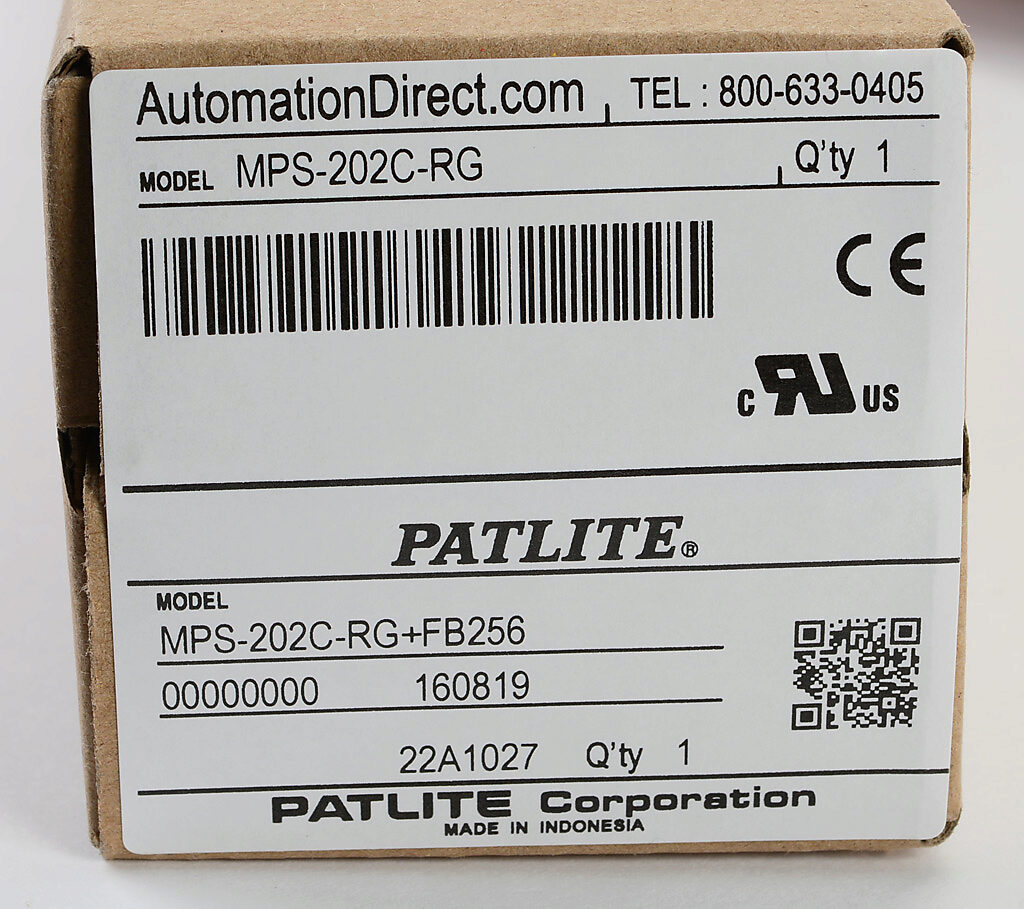 AutomationDirect.com TEL : 800-633-0405
MODEL MPS-202C-RG Q'ty 1
CE
C RU US
PATLITE®
MODEL
MPS-202C-RG+FB256
00000000 160819
22A1027 Q'ty 1
PATLITE Corporation
MADE IN INDONESIA